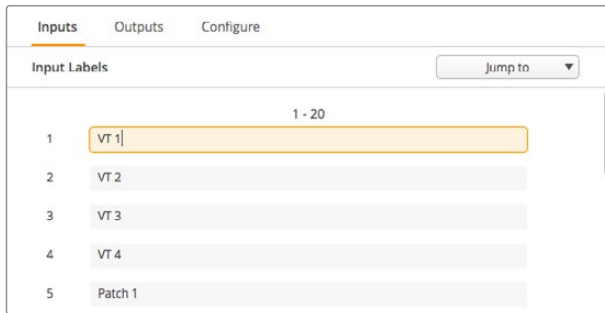 Inputs Outputs Configure
Input Labels Jump to
1 - 20
1 VT 1
2 VT 2
3 VT 3
4 VT 4
5 Patch 1